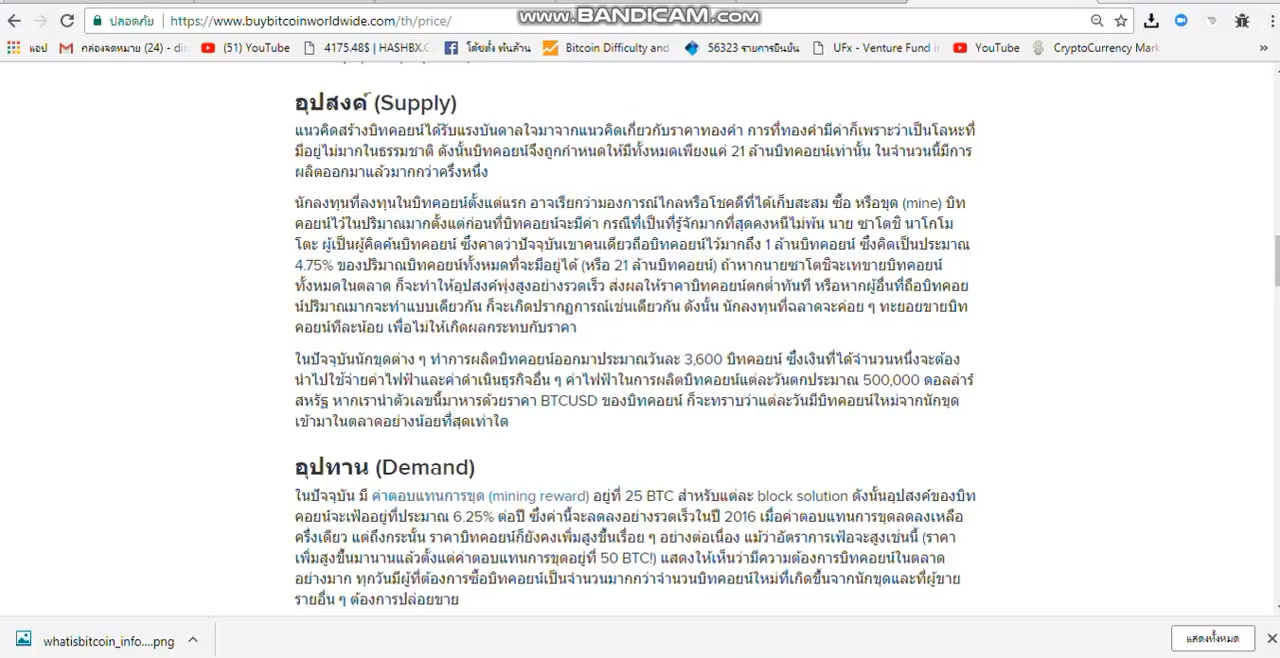 www.BANDICAM.com
ปลอดภัย https://www.buybitcoinworldwide.com/th/price/
แอป กล่องจดหมาย (24) - di (51) YouTube 4175.48$ | HASHBX.C โต้ยตั้ง พันล้าน Bitcoin Difficulty and 56323 รายการยืนยัน UFx - Venture Fund i YouTube CryptoCurrency Mark »
อุปสงค์ (Supply)
แนวคิดสร้างบิทคอยน์ได้รับแรงบันดาลใจมาจากแนวคิดเกี่ยวกับราคาทองคำ การที่ทองคำมีค่าก็เพราะว่าเป็นโลหะที่
มีอยู่ไม่มากในธรรมชาติ ดังนั้นบิทคอยน์จึงถูกกำหนดให้มีทั้งหมดเพียงแค่ 21 ล้านบิทคอยน์เท่านั้น ในจำนวนนี้มีการ
ผลิตออกมาแล้วมากกว่าครึ่งหนึ่ง
นักลงทุนที่ลงทุนในบิทคอยน์ตั้งแต่แรก อาจเรียกว่ามองการณ์ไกลหรือโชคดีที่ได้เก็บสะสม ซื้อ หรือขุด (mine) บิท
คอยน์ไว้ในปริมาณมากตั้งแต่ก่อนที่บิทคอยน์จะมีค่า กรณีที่เป็นที่รู้จักมากที่สุดคงหนีไม่พ้น นาย ซาโตชิ นาโกโม
โตะ ผู้เป็นผู้คิดค้นบิทคอยน์ ซึ่งคาดว่าปัจจุบันเขาคนเดียวถือบิทคอยน์ไว้มากถึง 1 ล้านบิทคอยน์ ซึ่งคิดเป็นประมาณ
4.75% ของปริมาณบิทคอยน์ทั้งหมดที่จะมีอยู่ได้ (หรือ 21 ล้านบิทคอยน์) ถ้าหากนายซาโตชิจะเทขายบิทคอยน์
ทั้งหมดในตลาด ก็จะทำให้อุปสงค์พุ่งสูงอย่างรวดเร็ว ส่งผลให้ราคาบิทคอยน์ตกต่ำทันที หรือหากผู้อื่นที่ถือบิทคอย
น์ปริมาณมากจะทำแบบเดียวกัน ก็จะเกิดปรากฏการณ์เช่นเดียวกัน ดังนั้น นักลงทุนที่ฉลาดจะค่อย ๆ ทะยอยขายบิท
คอยน์ทีละน้อย เพื่อไม่ให้เกิดผลกระทบกับราคา
ในปัจจุบันนักขุดต่าง ๆ ทำการผลิตบิทคอยน์ออกมาประมาณวันละ 3,600 บิทคอยน์ ซึ่งเงินที่ได้จำนวนหนึ่งจะต้อง
นำไปใช้จ่ายค่าไฟฟ้าและค่าดำเนินธุรกิจอื่น ๆ ค่าไฟฟ้าในการผลิตบิทคอยน์แต่ละวันตกประมาณ 500,000 ดอลล่าร์
สหรัฐ หากเรานำตัวเลขนี้มาหารด้วยราคา BTCUSD ของบิทคอยน์ ก็จะทราบว่าแต่ละวันมีบิทคอยน์ใหม่จากนักขุด
เข้ามาในตลาดอย่างน้อยที่สุดเท่าใด
อุปทาน (Demand)
ในปัจจุบัน มี ค่าตอบแทนการขุด (mining reward) อยู่ที่ 25 BTC สำหรับแต่ละ block solution ดังนั้นอุปสงค์ของบิท
คอยน์จะเฟ้ออยู่ที่ประมาณ 6.25% ต่อปี ซึ่งค่านี้จะลดลงอย่างรวดเร็วในปี 2016 เมื่อค่าตอบแทนการขุดลดลงเหลือ
ครึ่งเดียว แต่ถึงกระนั้น ราคาบิทคอยน์ก็ยังคงเพิ่มสูงขึ้นเรื่อย ๆ อย่างต่อเนื่อง แม้ว่าอัตราการเฟ้อจะสูงเช่นนี้ (ราคา
เพิ่มสูงขึ้นมานานแล้วตั้งแต่ค่าตอบแทนการขุดอยู่ที่ 50 BTC!) แสดงให้เห็นว่ามีความต้องการบิทคอยน์ในตลาด
อย่างมาก ทุกวันมีผู้ที่ต้องการซื้อบิทคอยน์เป็นจำนวนมากกว่าจำนวนบิทคอยน์ใหม่ที่เกิดขึ้นจากนักขุดและที่ผู้ขาย
รายอื่น ๆ ต้องการปล่อยขาย
whatisbitcoin_info....png แสดงทั้งหมด